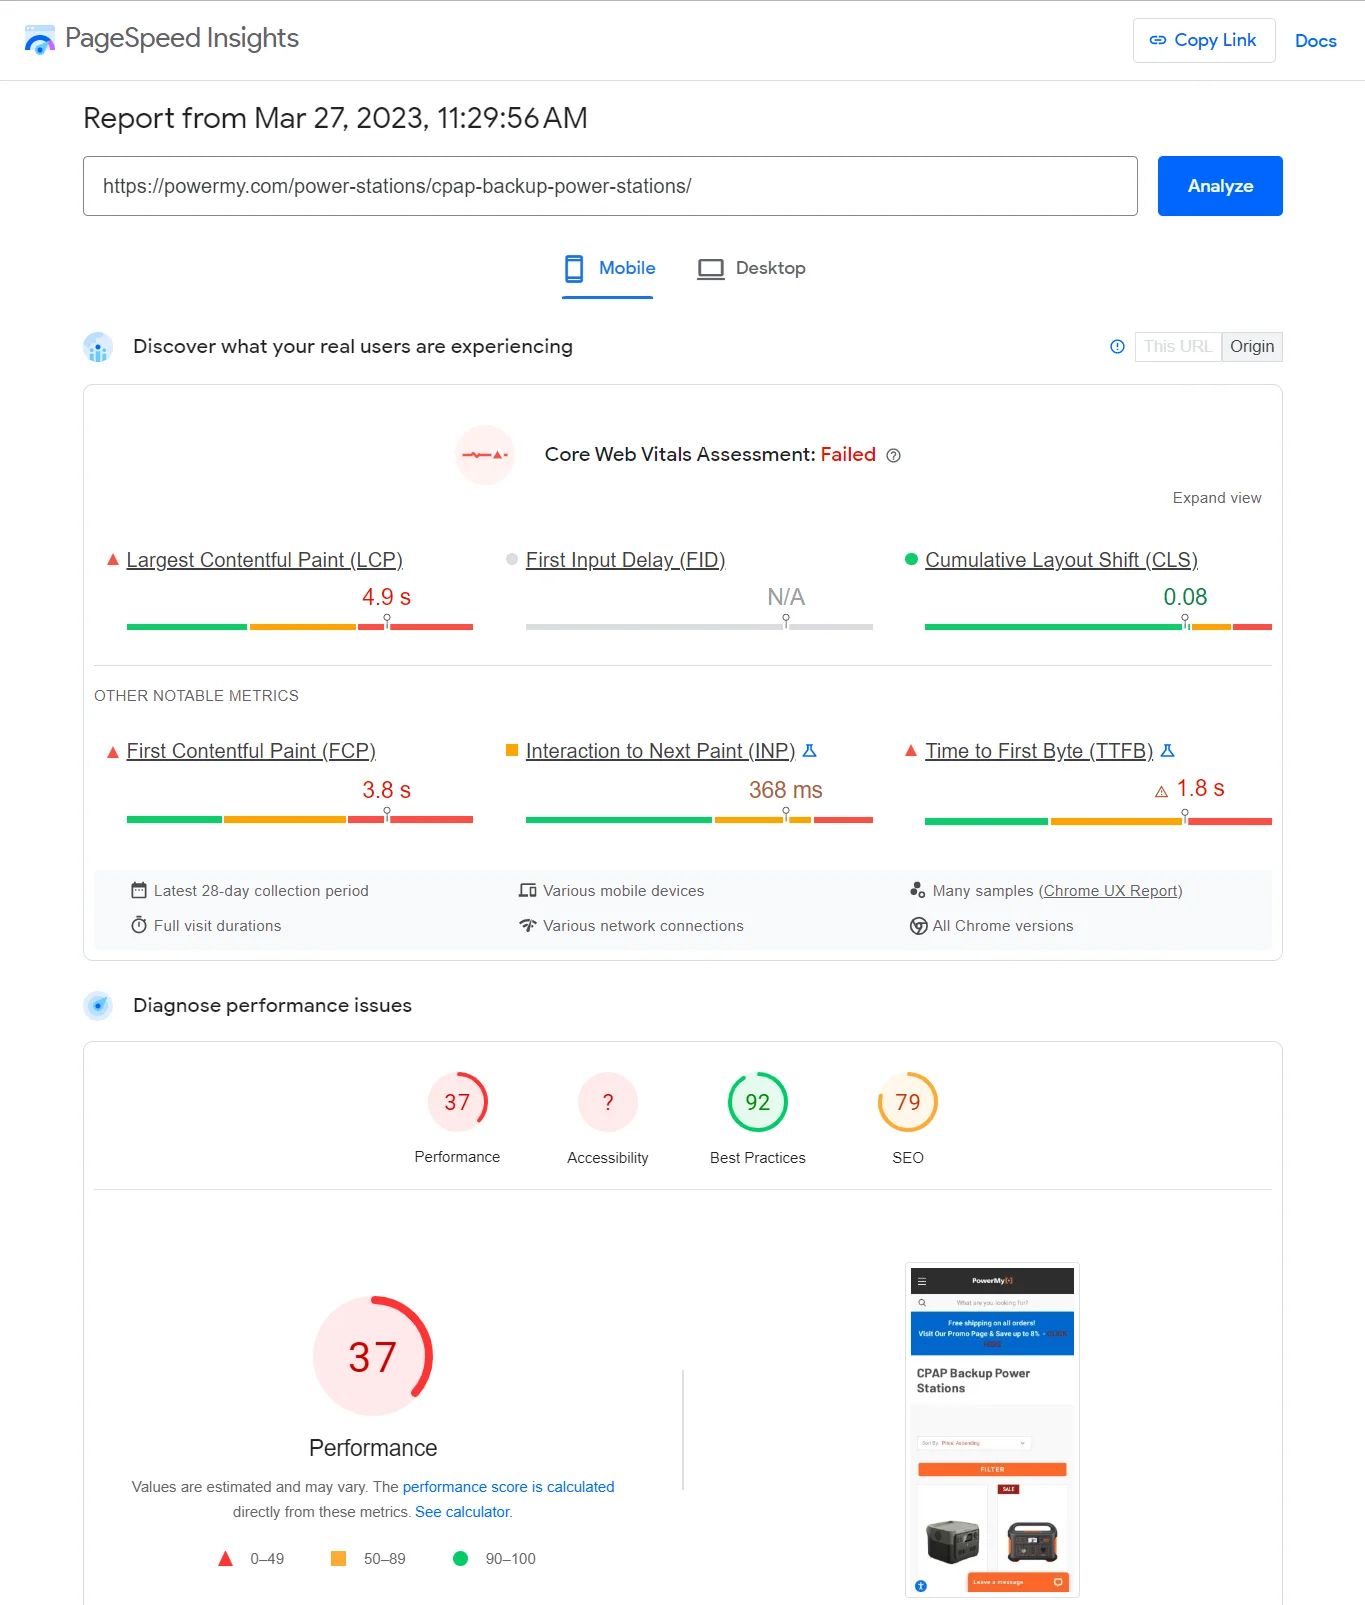 PageSpeed Insights
Copy Link
Docs
Report from Mar 27, 2023, 11:29:56 AM
https://powermy.com/power-stations/cpap-backup-power-stations/
Analyze
Mobile
Desktop
Discover what your real users are experiencing
This URL
Origin
Core Web Vitals Assessment: Failed
Expand view
Largest Contentful Paint (LCP)
4.9 s
First Input Delay (FID)
N/A
Cumulative Layout Shift (CLS)
0.08
OTHER NOTABLE METRICS
First Contentful Paint (FCP)
3.8 s
Interaction to Next Paint (INP)
368 ms
Time to First Byte (TTFB)
1.8 s
Latest 28-day collection period
Various mobile devices
Many samples (Chrome UX Report)
Full visit durations
Various network connections
All Chrome versions
Diagnose performance issues
37
Performance
?
Accessibility
92
Best Practices
79
SEO
37
Performance
Values are estimated and may vary. The performance score is calculated
directly from these metrics. See calculator.
0–49
50–89
90–100
PowerMy
What are you looking for?
Free shipping on all orders!
Visit Our Promo Page & Save up to 8% - CLICK
HERE
CPAP Backup Power
Stations
Sort By: Price: Ascending
FILTER
SALE
Leave a message